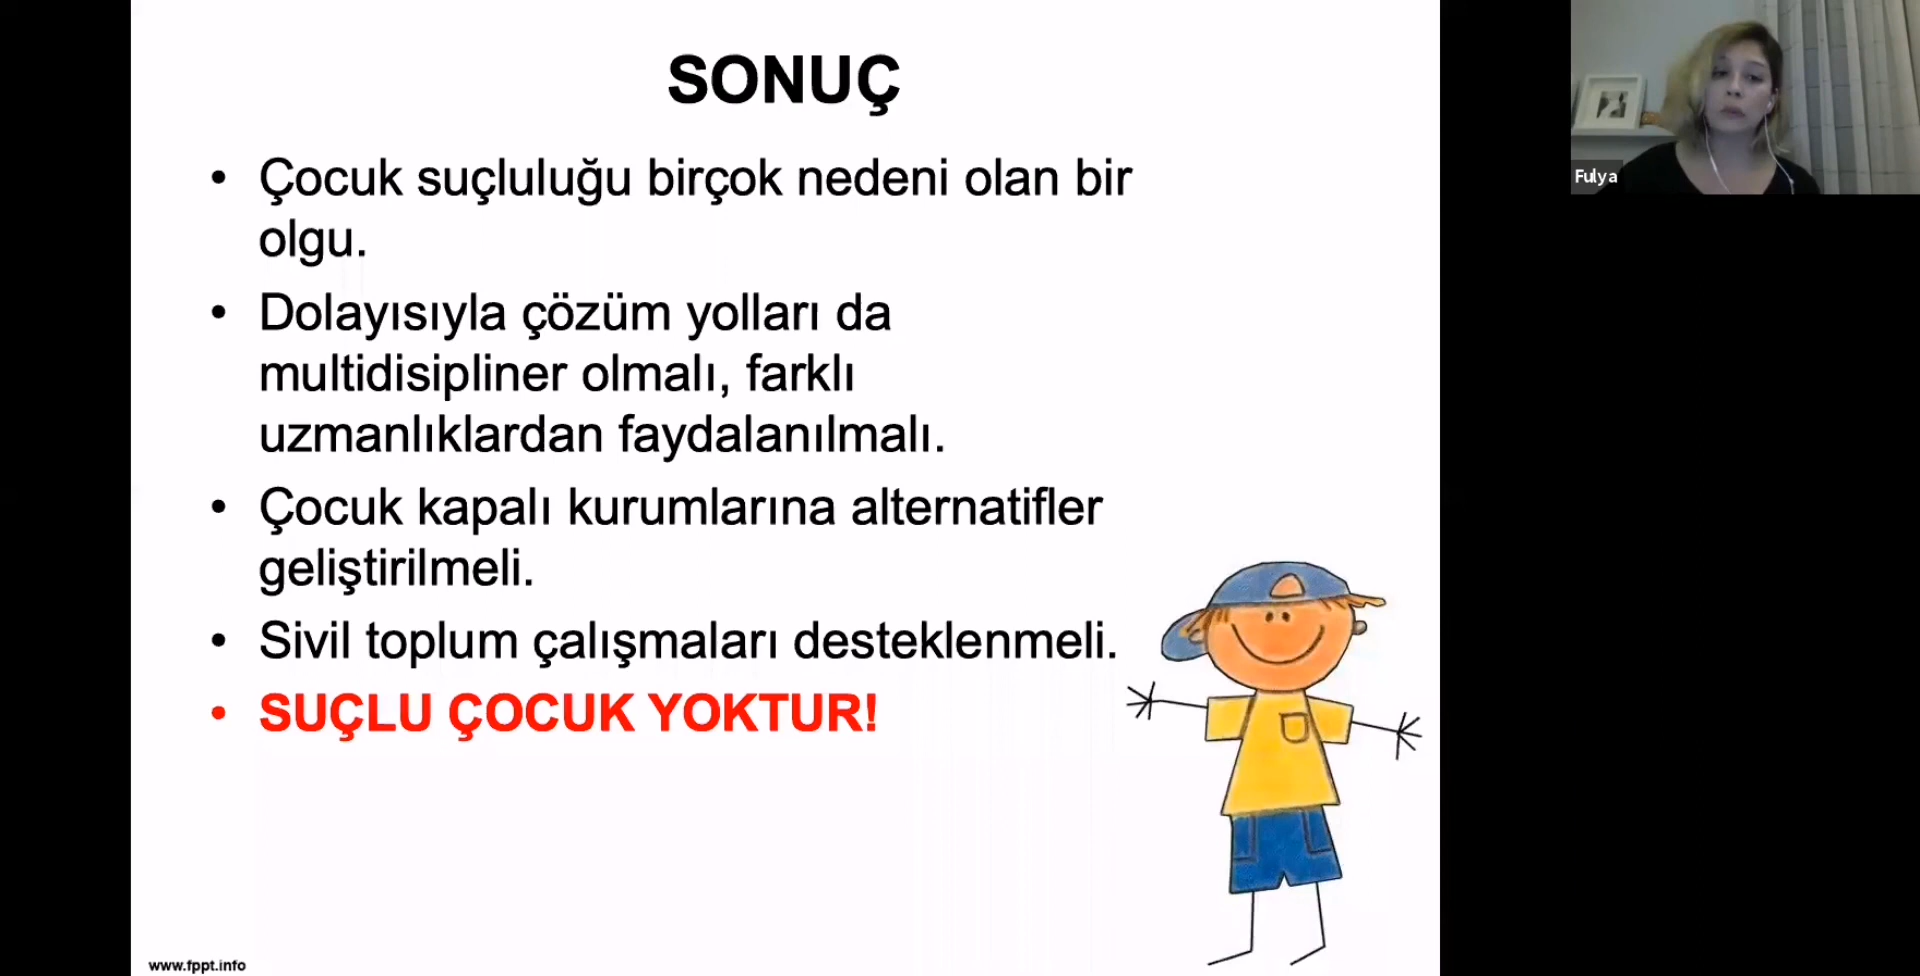 SONUÇ
• Çocuk suçluluğu birçok nedeni olan bir
olgu.
• Dolayısıyla çözüm yolları da
multidisipliner olmalı, farklı
uzmanlıklardan faydalanılmalı.
• Çocuk kapalı kurumlarına alternatifler
geliştirilmeli.
• Sivil toplum çalışmaları desteklenmeli.
• SUÇLU ÇOCUK YOKTUR!
www.fppt.info
Fulya